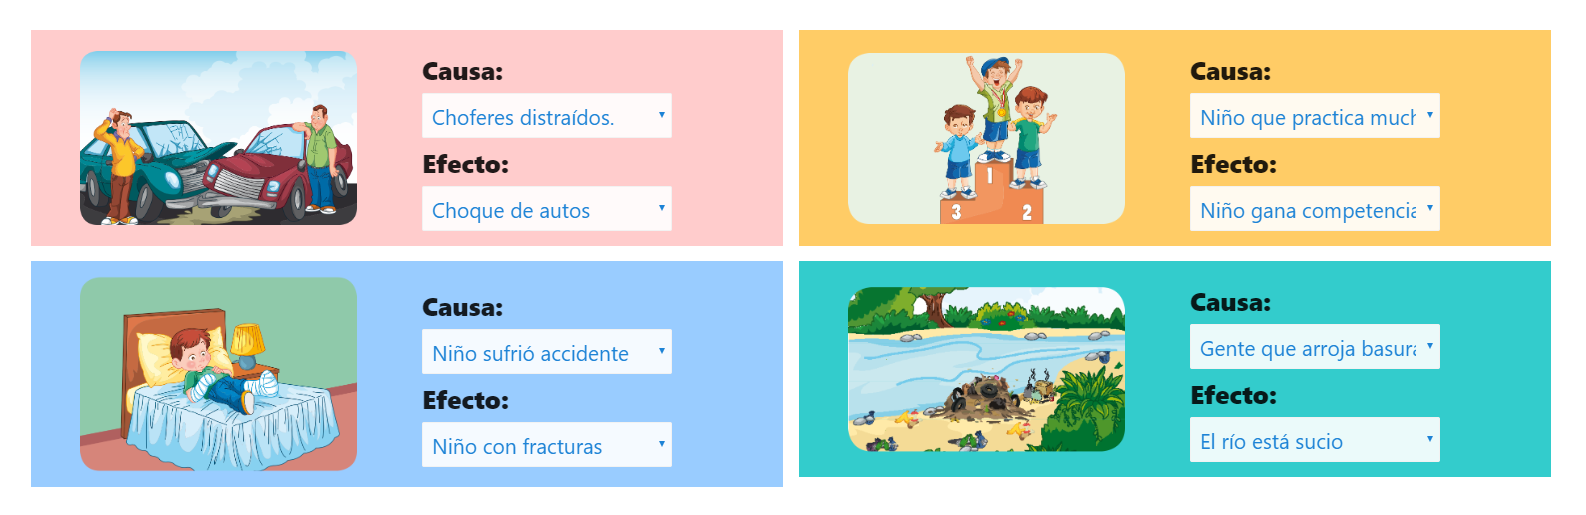 Causa:
Choferes distraídos.
Efecto:
Choque de autos
Causa:
Niño que practica much
Efecto:
Niño gana competencia
1
3 2
Causa:
Niño sufrió accidente
Efecto:
Niño con fracturas
Causa:
Gente que arroja basura
Efecto:
El río está sucio